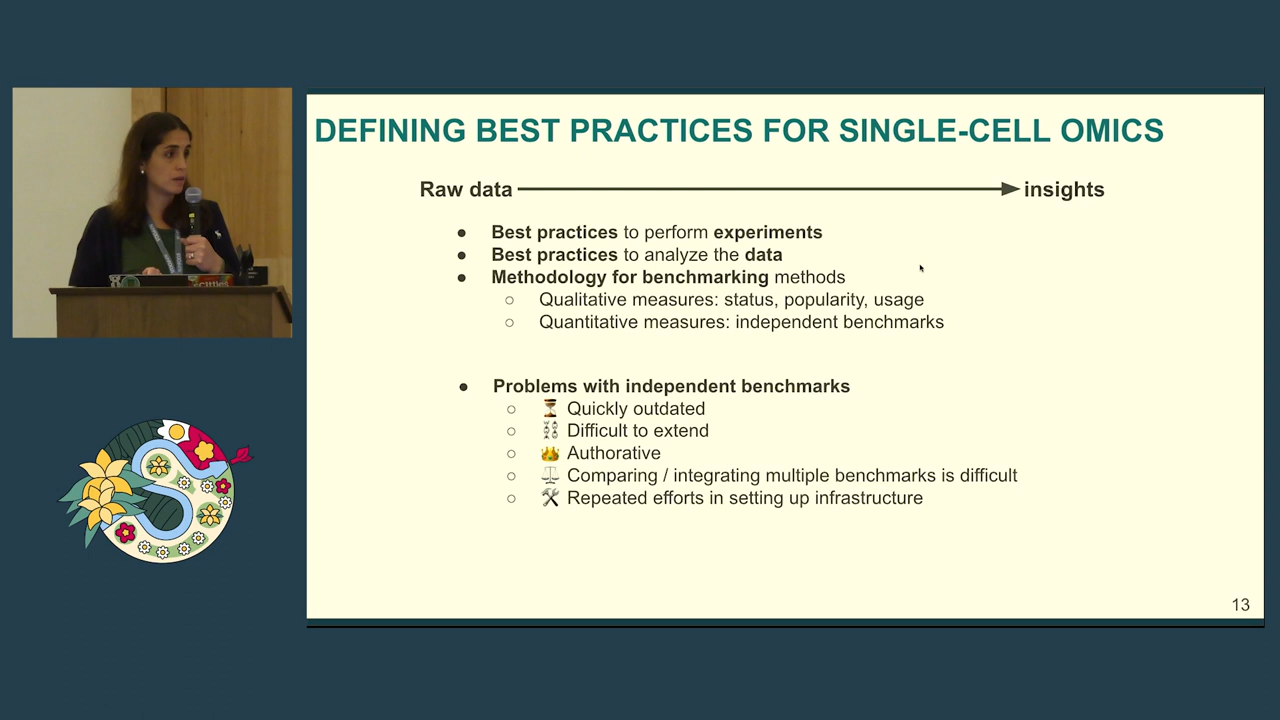 DEFINING BEST PRACTICES FOR SINGLE-CELL OMICS
Raw data insights
● Best practices to perform experiments
● Best practices to analyze the data
● Methodology for benchmarking methods
○ Qualitative measures: status, popularity, usage
○ Quantitative measures: independent benchmarks
● Problems with independent benchmarks
○ ⏳ Quickly outdated
○ ⛓ Difficult to extend
○ 👑 Authorative
○ ⚖ Comparing / integrating multiple benchmarks is difficult
○ 🛠 Repeated efforts in setting up infrastructure
13